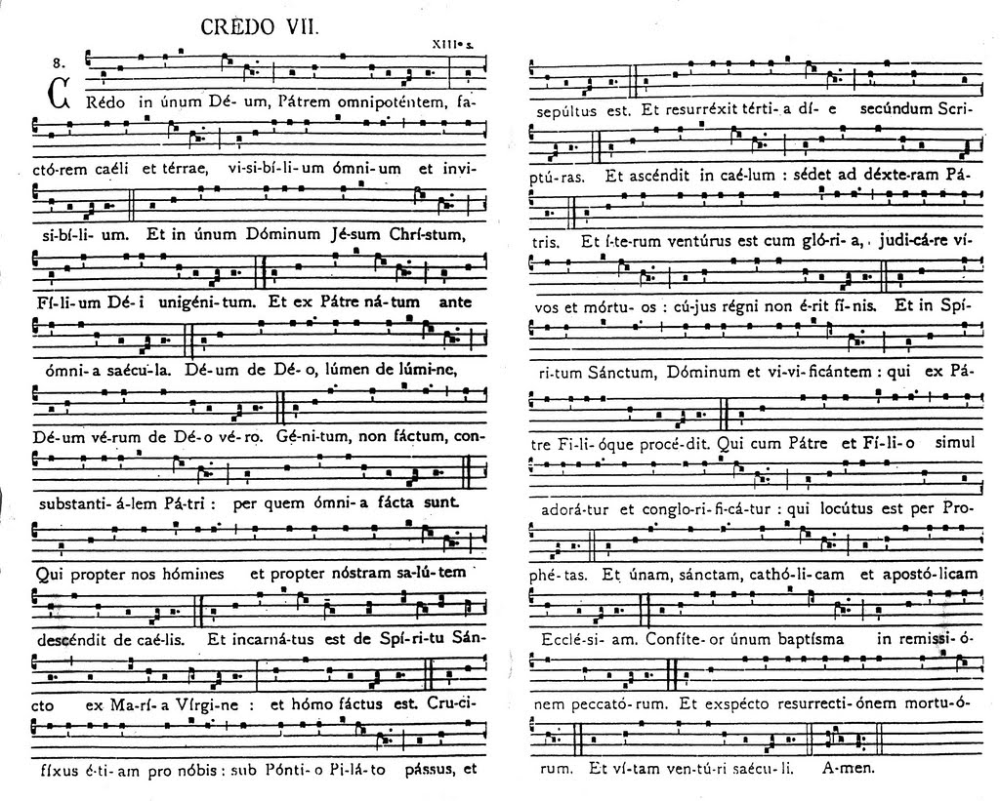 CREDO VII.
XIIIe s.
8.
CRédo in únum Dé- um, Pátrem omnipoténtem, fa-
ctó-rem caéli et térrae, vi-si-bí-li-um ómni-um et invi-
si-bí-li- um. Et in únum Dóminum Jé-sum Chrí-stum,
Fí-li-um Dé- i unigéni-tum. Et ex Pátre ná-tum ante
ómni-a saécu-la. Dé-um de Dé- o, lúmen de lúmi-ne,
Dé-um vé-rum de Dé-o vé-ro. Gé-ni-tum, non fáctum, con-
substanti- á-lem Pá-tri : per quem ómni-a fácta sunt.
Qui propter nos hómines et propter nóstram sa-lú-tem
descéndit de caé-lis. Et incarná-tus est de Spí-ri-tu Sán-
cto ex Ma-rí- a Vírgi-ne : et hómo fáctus est. Cru-ci-
fíxus é-ti-am pro nóbis : sub Pónti-o Pi-lá-to pássus, et
sepúltus est. Et resurréxit térti-a dí- e secúndum Scri-
ptú-ras. Et ascéndit in caé-lum : sédet ad déxte-ram Pá-
tris. Et í-te-rum ventúrus est cum gló-ri- a, judi-cá-re ví-
vos et mórtu- os : cú-jus régni non é-rit fí-nis. Et in Spí-
ri-tum Sánctum, Dóminum et vi-vi-ficántem : qui ex Pá-
tre Fi-li-óque procé-dit. Qui cum Pátre et Fí-li-o simul
adorá-tur et conglo-ri-fi-cá-tur : qui locútus est per Pro-
phé-tas. Et únam, sánctam, cathó-li-cam et apostó-licam
Ecclé-si- am. Confíte-or únum baptísma in remissi-ó-
nem peccató-rum. Et exspécto resurrecti-ónem mortu-ó-
rum. Et ví-tam ven-tú-ri saécu-li. A-men.